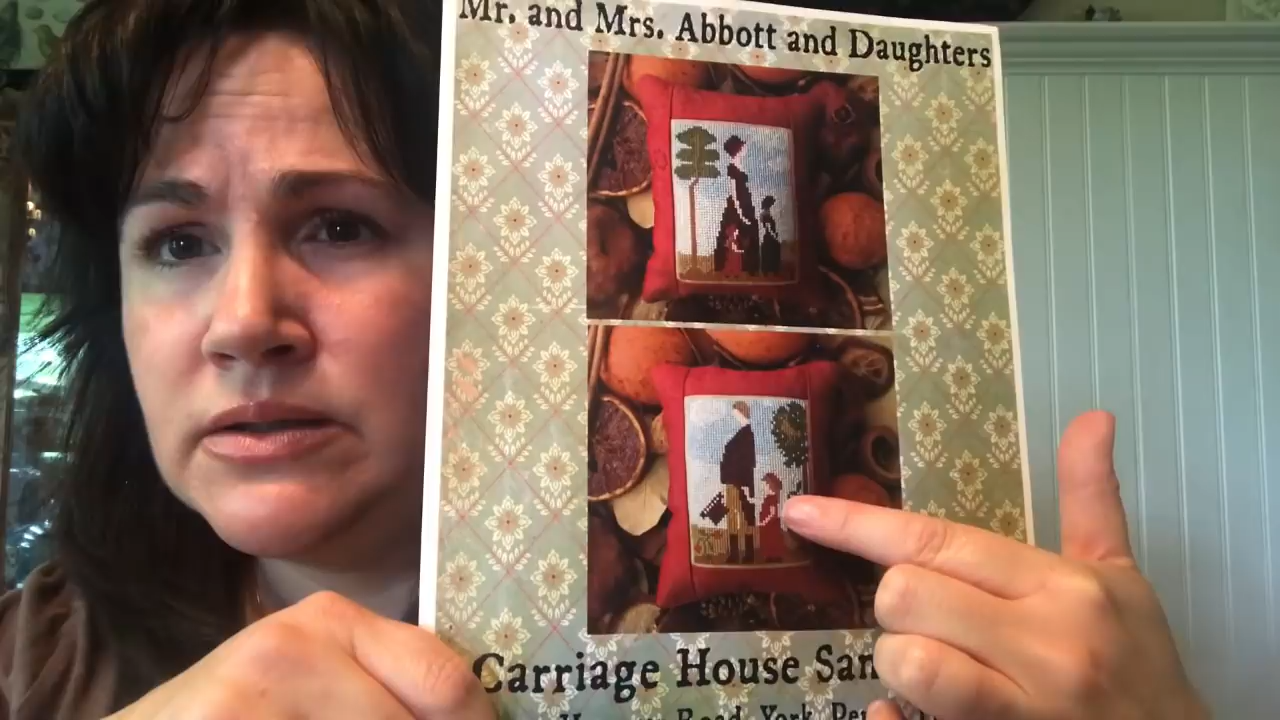 Mr. and Mrs. Abbott and Daughters
Carriage House Sam
Road, York, Pen